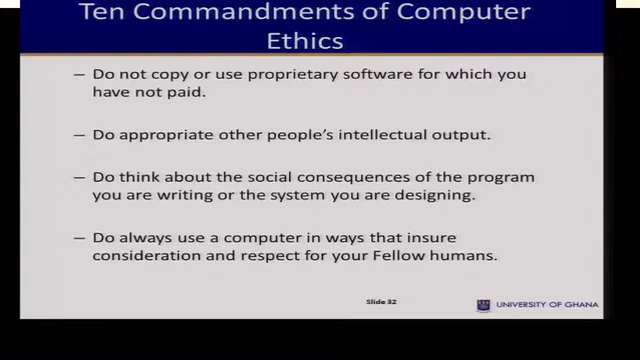 Ten Commandments of Computer
Ethics
– Do not copy or use proprietary software for which you
have not paid.
– Do appropriate other people's intellectual output.
– Do think about the social consequences of the program
you are writing or the system you are designing.
– Do always use a computer in ways that insure
consideration and respect for your Fellow humans.
Slide 32
UNIVERSITY OF GHANA